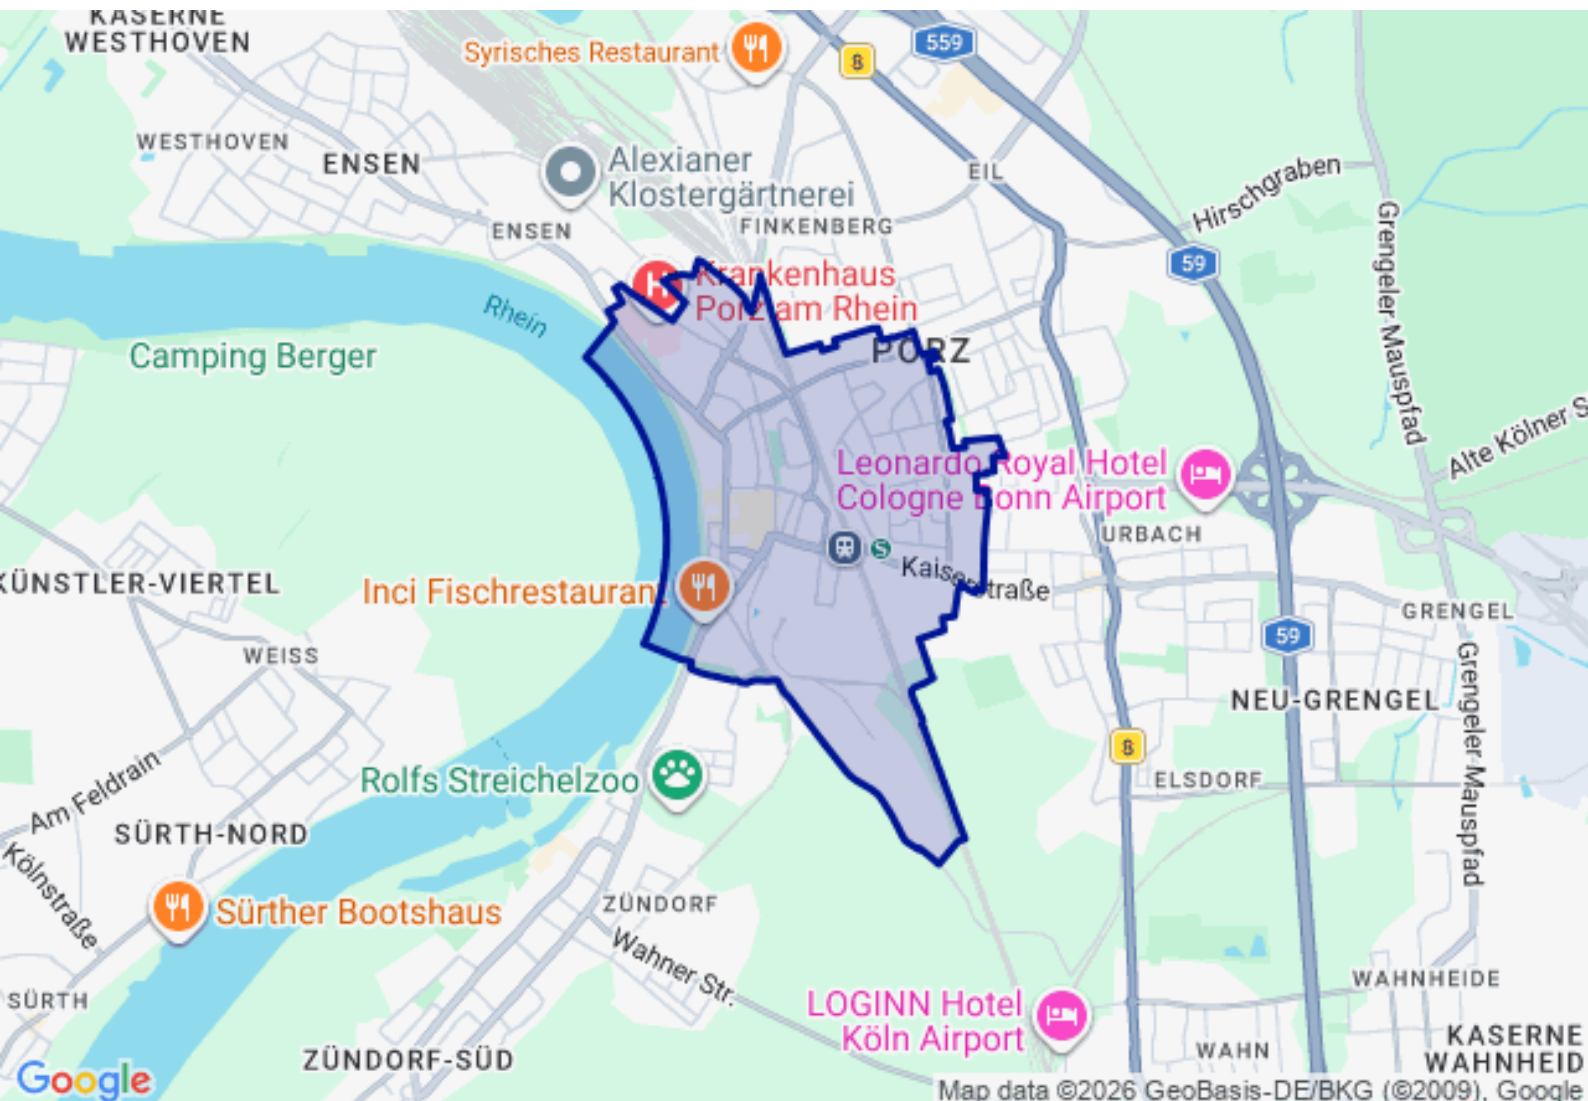 KASERNE
WESTHOVEN
Syrisches Restaurant
8
559
WESTHOVEN
ENSEN
Alexianer
Klostergärtnerei
EIL
Hirschgraben
Grengeler Mauspfad
ENSEN
FINKENBERG
59
Krankenhaus
Porz am Rhein
Rhein
Camping Berger
PORZ
Alte Kölner S
Leonardo Royal Hotel
Cologne Bonn Airport
URBACH
S
Kaiserstraße
KÜNSTLER-VIERTEL
Inci Fischrestaurant
GRENGEL
59
WEISS
Grengeler Mauspfad
NEU-GRENGEL
8
Am Feldrain
Rolfs Streichelzoo
ELSDORF
SÜRTH-NORD
Kölnstraße
Sürther Bootshaus
ZÜNDORF
Wahner Str.
SÜRTH
WAHNHEIDE
LOGINN Hotel
Köln Airport
ZÜNDORF-SÜD
WAHN
KASERNE
WAHNHEID
Google
Map data ©2026 GeoBasis-DE/BKG (©2009), Google